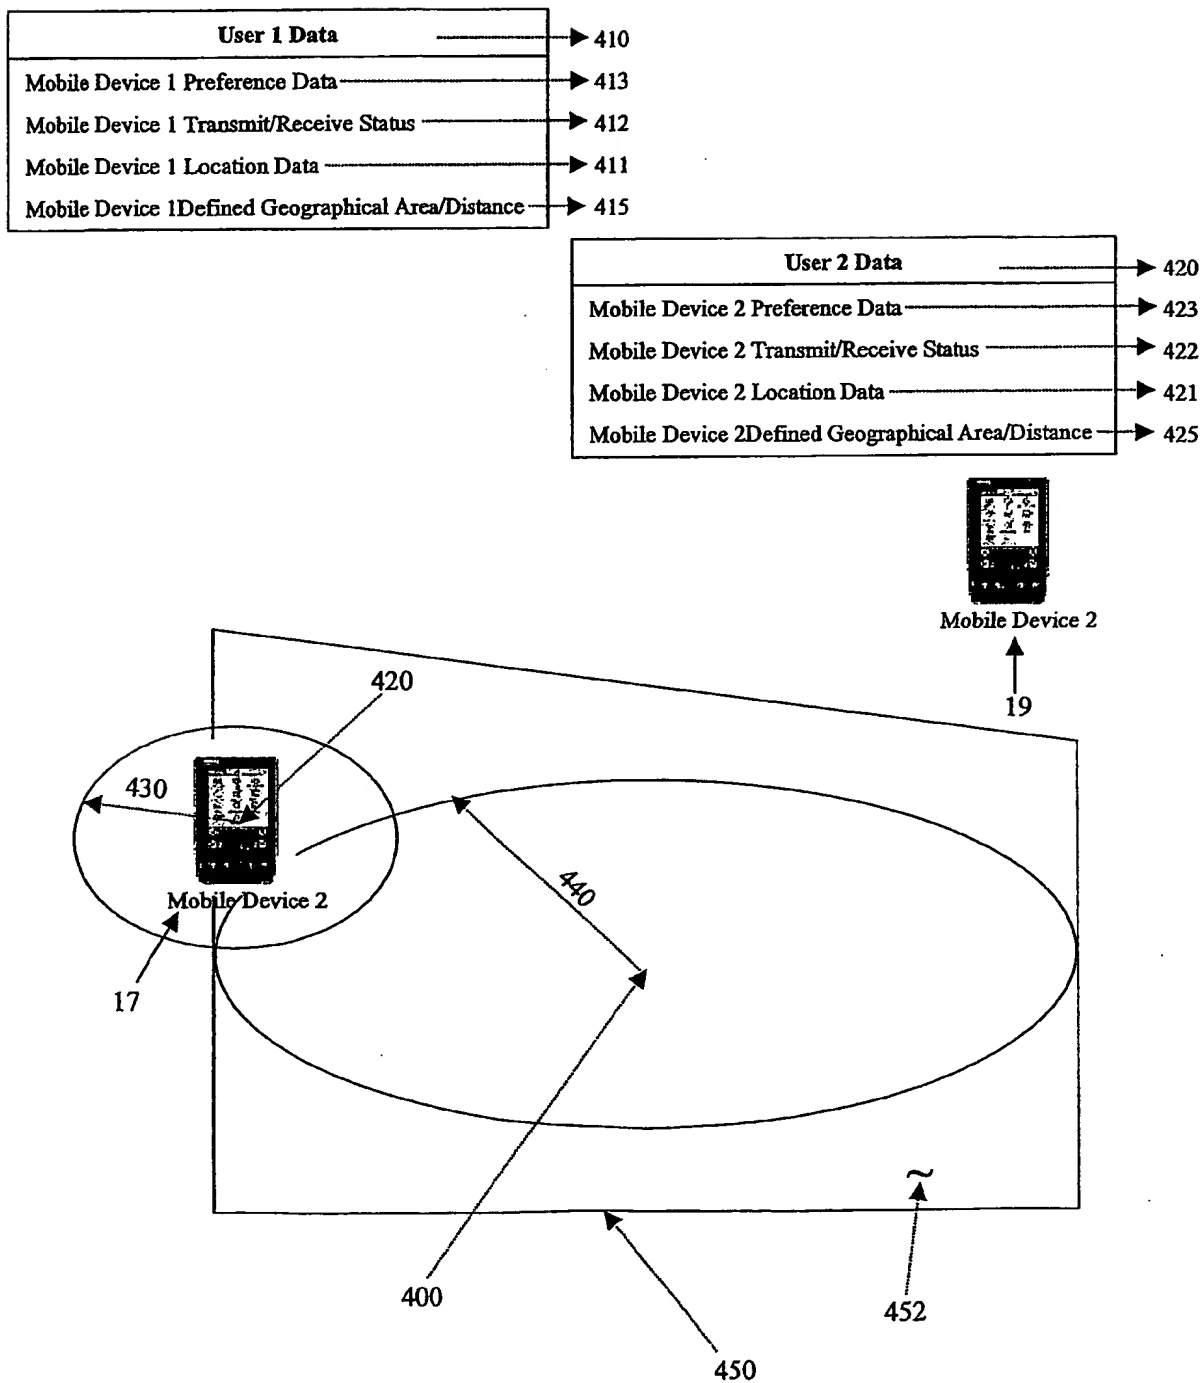 User 1 Data 410
Mobile Device 1 Preference Data 413
Mobile Device 1 Transmit/Receive Status 412
Mobile Device 1 Location Data 411
Mobile Device 1Defined Geographical Area/Distance 415
User 2 Data 420
Mobile Device 2 Preference Data 423
Mobile Device 2 Transmit/Receive Status 422
Mobile Device 2 Location Data 421
Mobile Device 2Defined Geographical Area/Distance 425
Mobile Device 2
19
420
430
440
Mobile Device 2
17
400
452
450